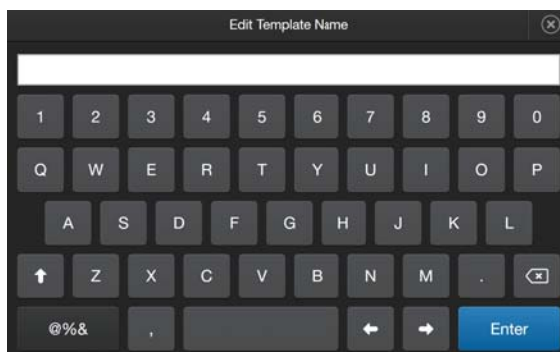 Edit Template Name
1 2 3 4 5 6 7 8 9 0
Q W E R T Y U I O P
A S D F G H J K L
Z X C V B N M .
@%& , Enter